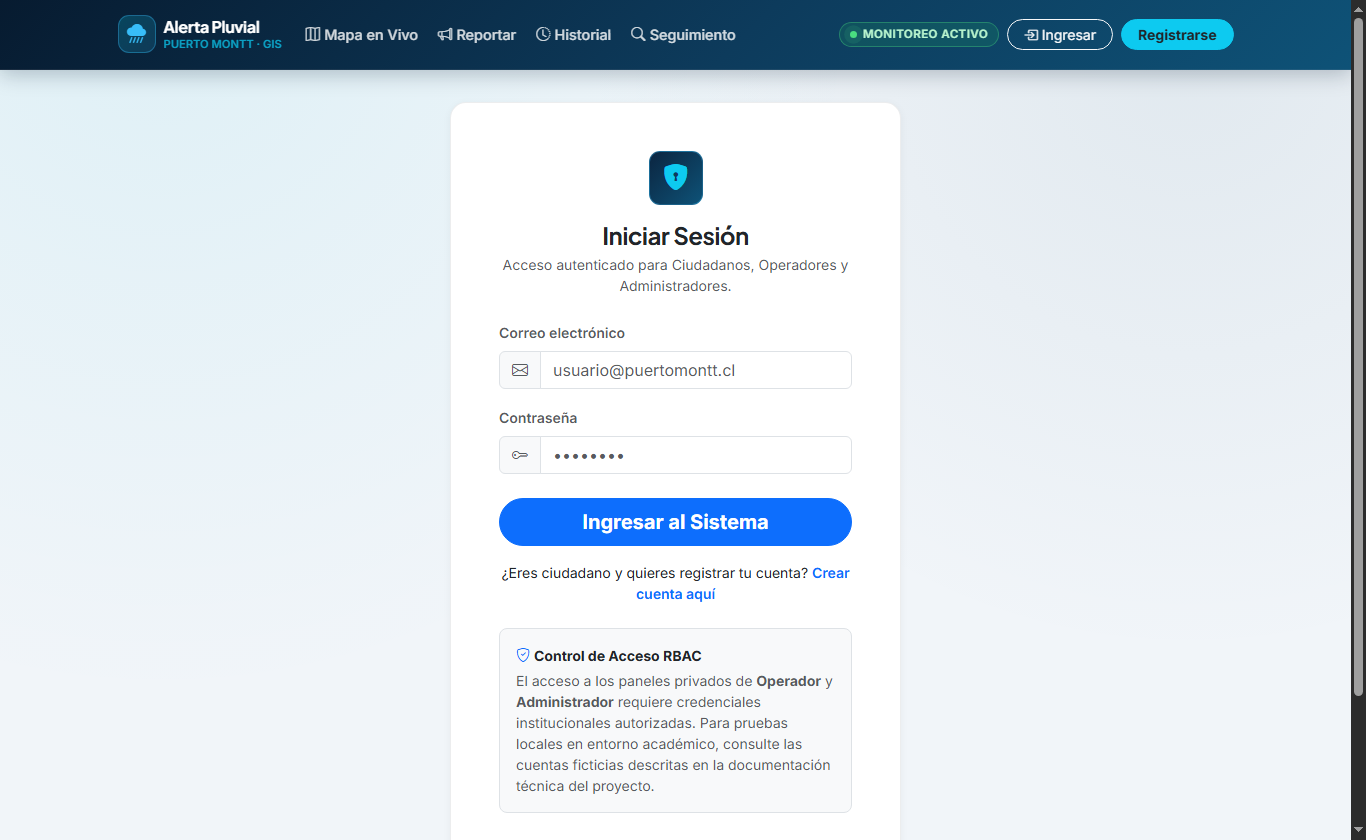 Alerta Pluvial
PUERTO MONTT · GIS
Mapa en Vivo
Reportar
Historial
Seguimiento
MONITOREO ACTIVO
Ingresar
Registrarse
Iniciar Sesión
Acceso autenticado para Ciudadanos, Operadores y
Administradores.
Correo electrónico
usuario@puertomontt.cl
Contraseña
••••••••
Ingresar al Sistema
¿Eres ciudadano y quieres registrar tu cuenta? Crear
cuenta aquí
Control de Acceso RBAC
El acceso a los paneles privados de Operador y
Administrador requiere credenciales
institucionales autorizadas. Para pruebas
locales en entorno académico, consulte las
cuentas ficticias descritas en la documentación
técnica del proyecto.